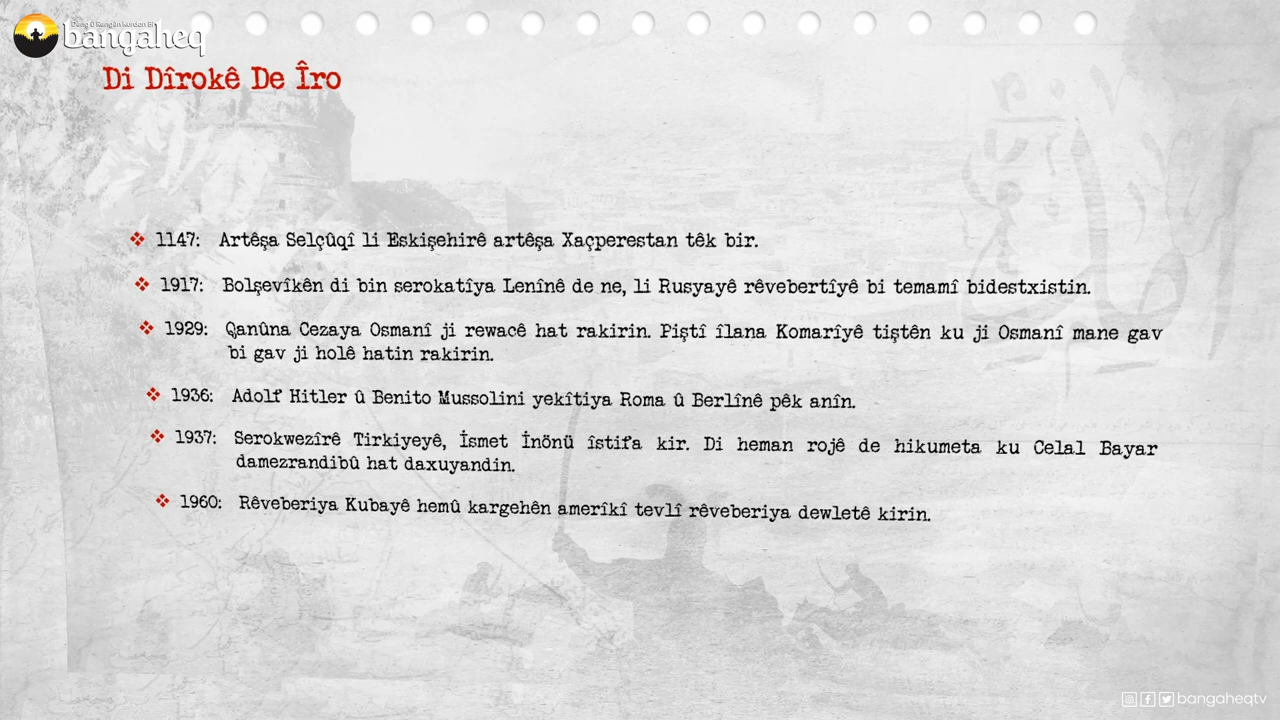 Deng û Rengên Kurdan Bi
bangaheq
Di Dîrokê De Îro
❖ 1147: Artêşa Selçûqî li Eskişehirê artêşa Xaçperestan têk bir.
❖ 1917: Bolşevîkên di bin serokatîya Lenînê de ne, li Rusyayê rêvebertîyê bi temamî bidestxistin.
❖ 1929: Qanûna Cezaya Osmanî ji rewacê hat rakirin. Piştî îlana Komarîyê tiştên ku ji Osmanî mane gav
bi gav ji holê hatin rakirin.
❖ 1936: Adolf Hitler û Benito Mussolini yekîtiya Roma û Berlînê pêk anîn.
❖ 1937: Serokwezîrê Tirkiyeyê, İsmet İnönü îstifa kir. Di heman rojê de hikumeta ku Celal Bayar
damezrandibû hat daxuyandin.
❖ 1960: Rêveberiya Kubayê hemû kargehên amerîkî tevlî rêveberiya dewletê kirin.
bangaheqtv